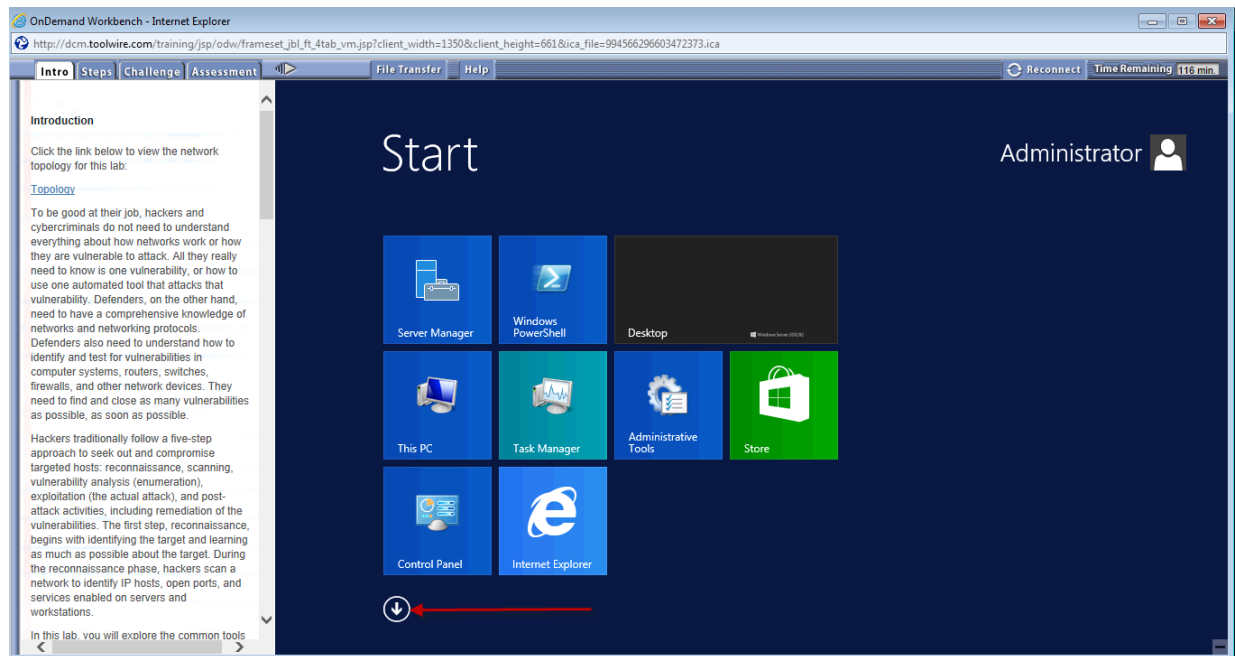 OnDemand Workbench - Internet Explorer
http://dcm.toolwire.com/training/jsp/odw/frameset_jbl_ft_4tab_vm.jsp?client_width=1350&client_height=661&ica_file=994566296603472373.ica
Intro Steps Challenge Assessment File Transfer Help Reconnect Time Remaining 116 min.
Introduction
Click the link below to view the network
topology for this lab:
Topology
To be good at their job, hackers and
cybercriminals do not need to understand
everything about how networks work or how
they are vulnerable to attack. All they really
need to know is one vulnerability, or how to
use one automated tool that attacks that
vulnerability. Defenders, on the other hand,
need to have a comprehensive knowledge of
networks and networking protocols.
Defenders also need to understand how to
identify and test for vulnerabilities in
computer systems, routers, switches,
firewalls, and other network devices. They
need to find and close as many vulnerabilities
as possible, as soon as possible.
Hackers traditionally follow a five-step
approach to seek out and compromise
targeted hosts: reconnaissance, scanning,
vulnerability analysis (enumeration),
exploitation (the actual attack), and post-
attack activities, including remediation of the
vulnerabilities. The first step, reconnaissance,
begins with identifying the target and learning
as much as possible about the target. During
the reconnaissance phase, hackers scan a
network to identify IP hosts, open ports, and
services enabled on servers and
workstations.
In this lab, you will explore the common tools
Start
Administrator
Server Manager
Windows
PowerShell
Desktop
Windows Server 2012 R2
This PC
Task Manager
Administrative
Tools
Store
Control Panel
Internet Explorer